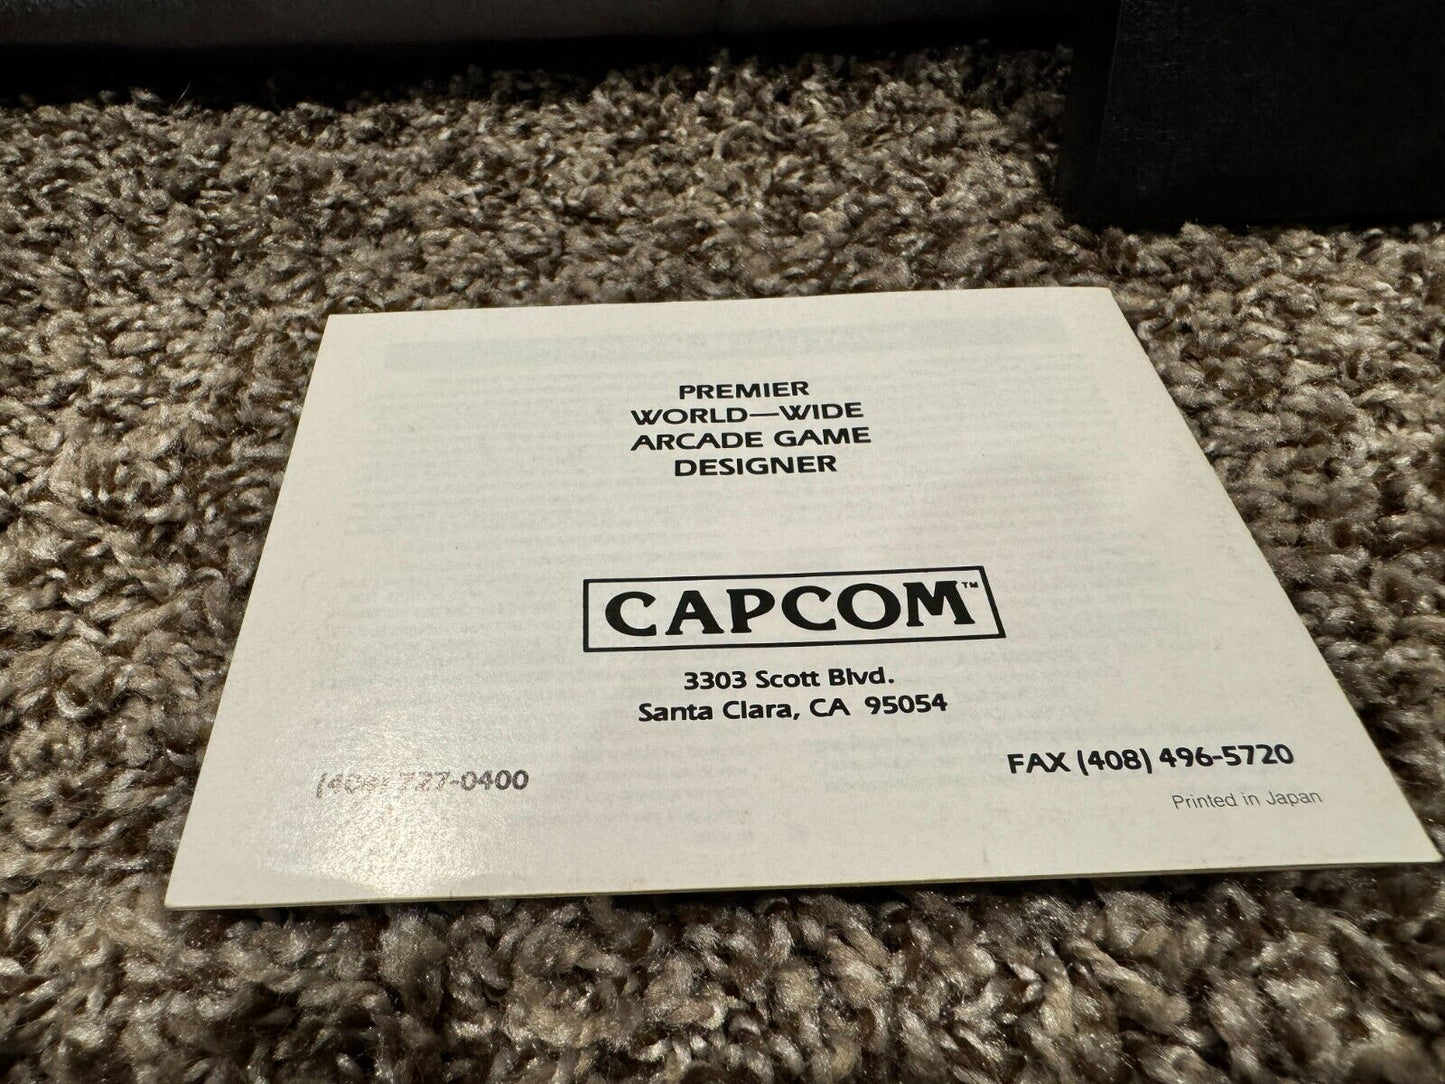 PREMIER
WORLD—WIDE
ARCADE GAME
DESIGNER
CAPCOM™
3303 Scott Blvd.
Santa Clara, CA 95054
(408) 727-0400
FAX (408) 496-5720
Printed in Japan